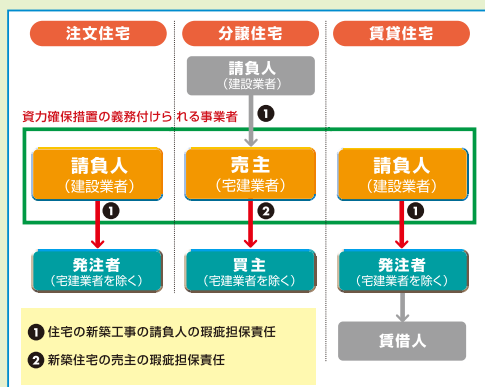 注文住宅
分譲住宅
賃貸住宅
請負人
(建設業者)
❶
資力確保措置の義務付けられる事業者
請負人
(建設業者)
売主
(宅建業者)
請負人
(建設業者)
❶
❷
❶
発注者
(宅建業者を除く)
買主
(宅建業者を除く)
発注者
(宅建業者を除く)
賃借人
❶住宅の新築工事の請負人の瑕疵担保責任
❷新築住宅の売主の瑕疵担保責任